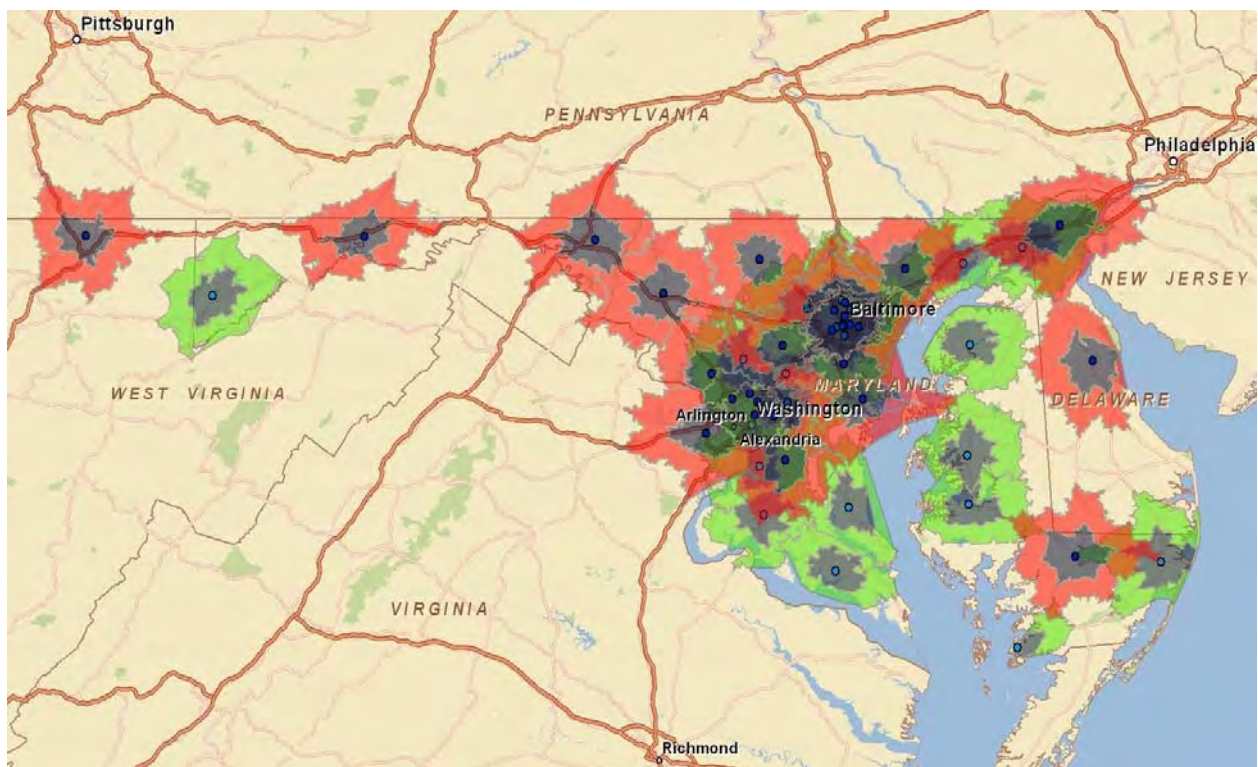 Pittsburgh
PENNSYLVANIA
Philadelphia
NEW JERSEY
Baltimore
WEST VIRGINIA
MARYLAND
DELAWARE
Arlington
Washington
Alexandria
VIRGINIA
Richmond